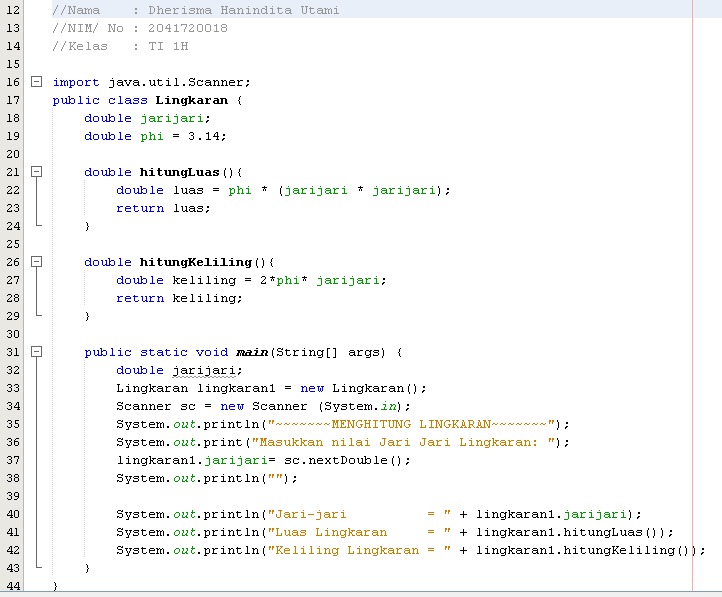 12 //Nama    : Dherisma Hanindita Utami
13 //NIM/ No : 2041720018
14 //Kelas   : TI 1H
15
16 import java.util.Scanner;
17 public class Lingkaran {
18     double jarijari;
19     double phi = 3.14;
20
21     double hitungLuas(){
22         double luas = phi * (jarijari * jarijari);
23         return luas;
24     }
25
26     double hitungKeliling(){
27         double keliling = 2*phi* jarijari;
28         return keliling;
29     }
30
31     public static void main(String[] args) {
32         double jarijari;
33         Lingkaran lingkaran1 = new Lingkaran();
34         Scanner sc = new Scanner (System.in);
35         System.out.println("~~~~~~~MENGHITUNG LINGKARAN~~~~~~~");
36         System.out.print("Masukkan nilai Jari Jari Lingkaran: ");
37         lingkaran1.jarijari= sc.nextDouble();
38         System.out.println("");
39
40         System.out.println("Jari-jari          = " + lingkaran1.jarijari);
41         System.out.println("Luas Lingkaran     = " + lingkaran1.hitungLuas());
42         System.out.println("Keliling Lingkaran = " + lingkaran1.hitungKeliling());
43     }
44 }